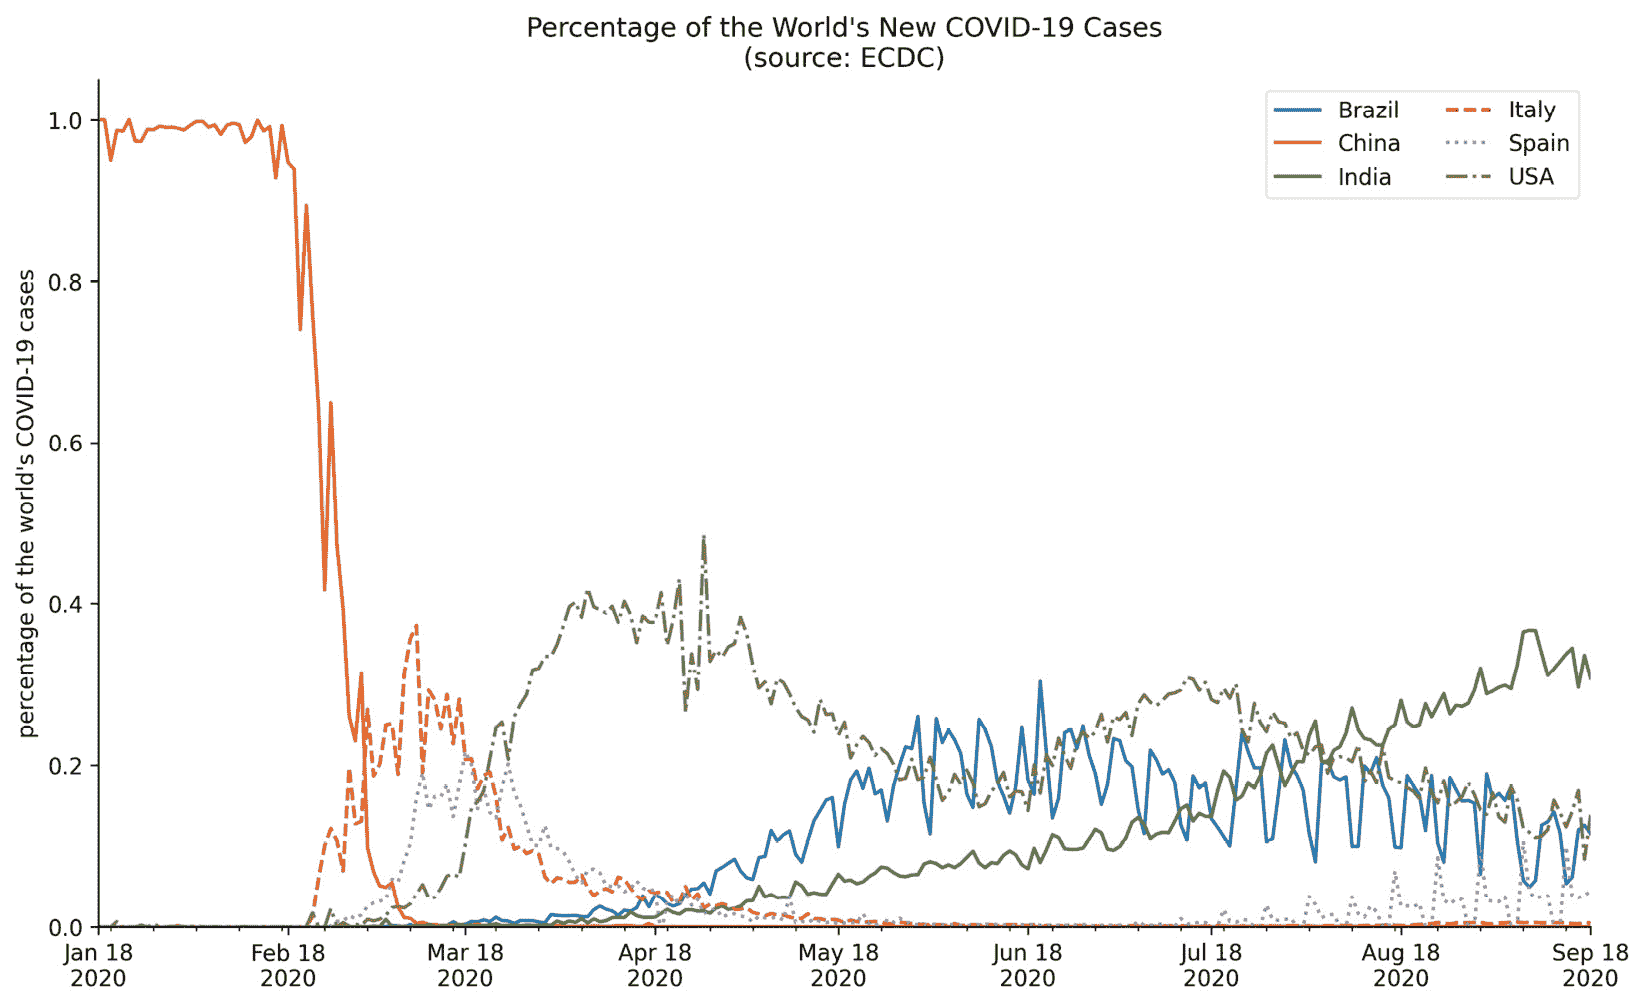 Percentage of the World's New COVID-19 Cases
(source: ECDC)
percentage of the world's COVID-19 cases
1.0
0.8
0.6
0.4
0.2
0.0
Brazil
China
India
Italy
Spain
USA
Jan 18
2020
Feb 18
2020
Mar 18
2020
Apr 18
2020
May 18
2020
Jun 18
2020
Jul 18
2020
Aug 18
2020
Sep 18
2020